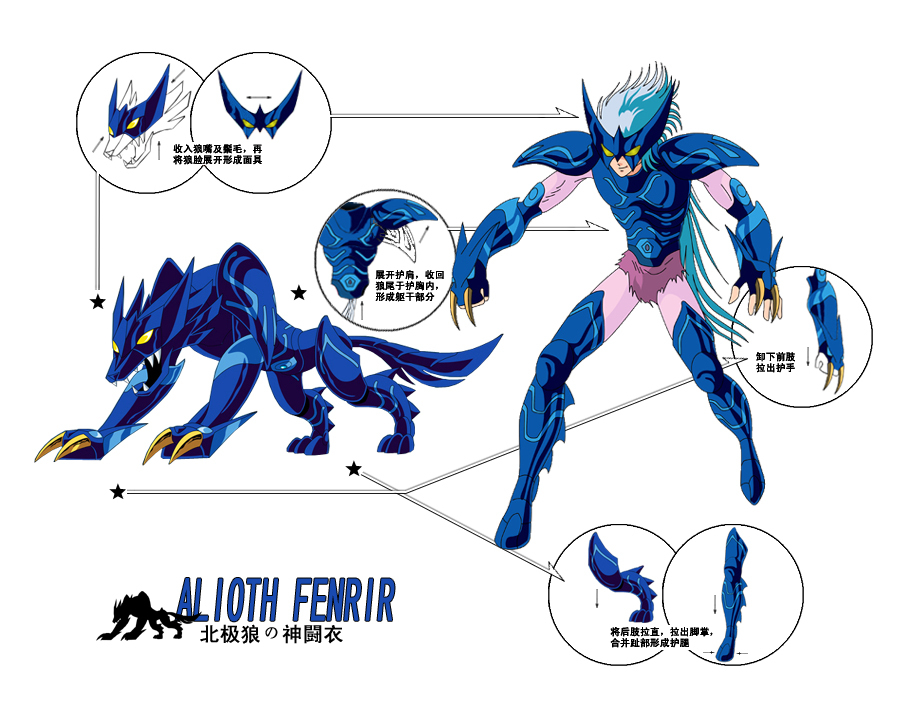 收入狼嘴及鬃毛，再
将狼脸展开形成面具
展开护肩，收回
狼尾于护胸内，
形成躯干部分
卸下前肢
拉出护手
将后肢拉直，拉出脚掌，
合并趾部形成护腿
ALIOTH FENRIR
北极狼の神闘衣